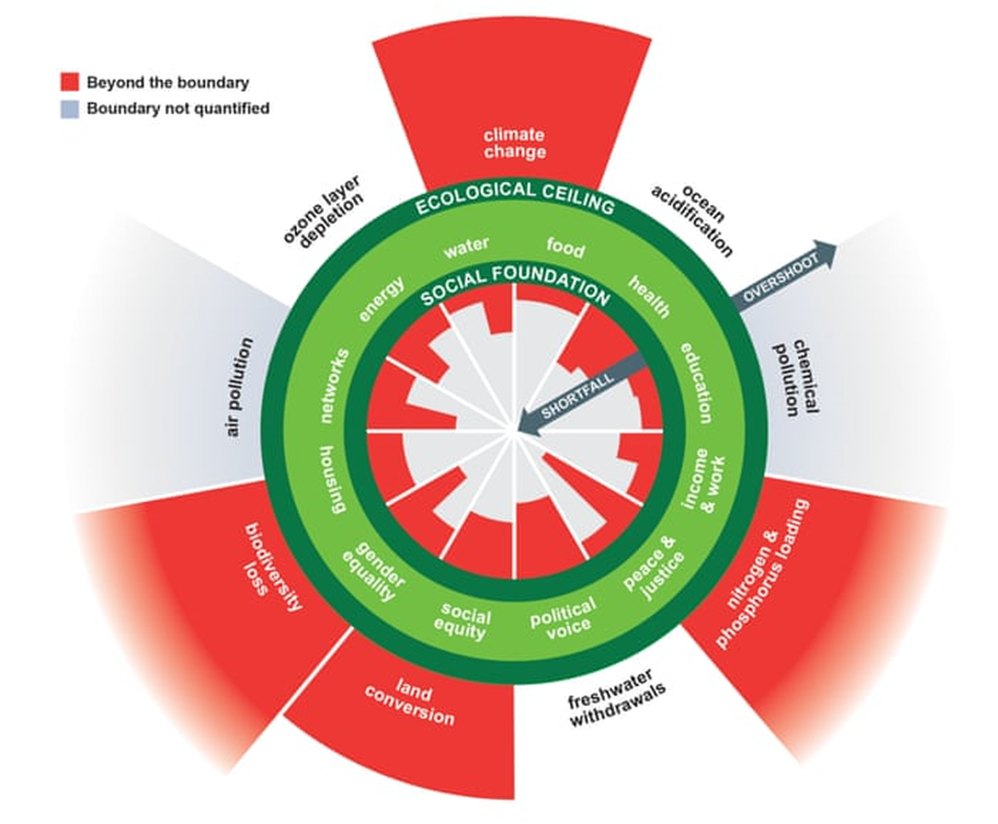 Beyond the boundary
Boundary not quantified
climate
change
ozone layer
depletion
ocean
acidification
ECOLOGICAL CEILING
OVERSHOOT
water
food
energy
health
SOCIAL FOUNDATION
air pollution
networks
SHORTFALL
education
chemical
pollution
housing
income
& work
biodiversity
loss
gender
equality
social
equity
political
voice
peace &
justice
nitrogen &
phosphorus loading
land
conversion
freshwater
withdrawals